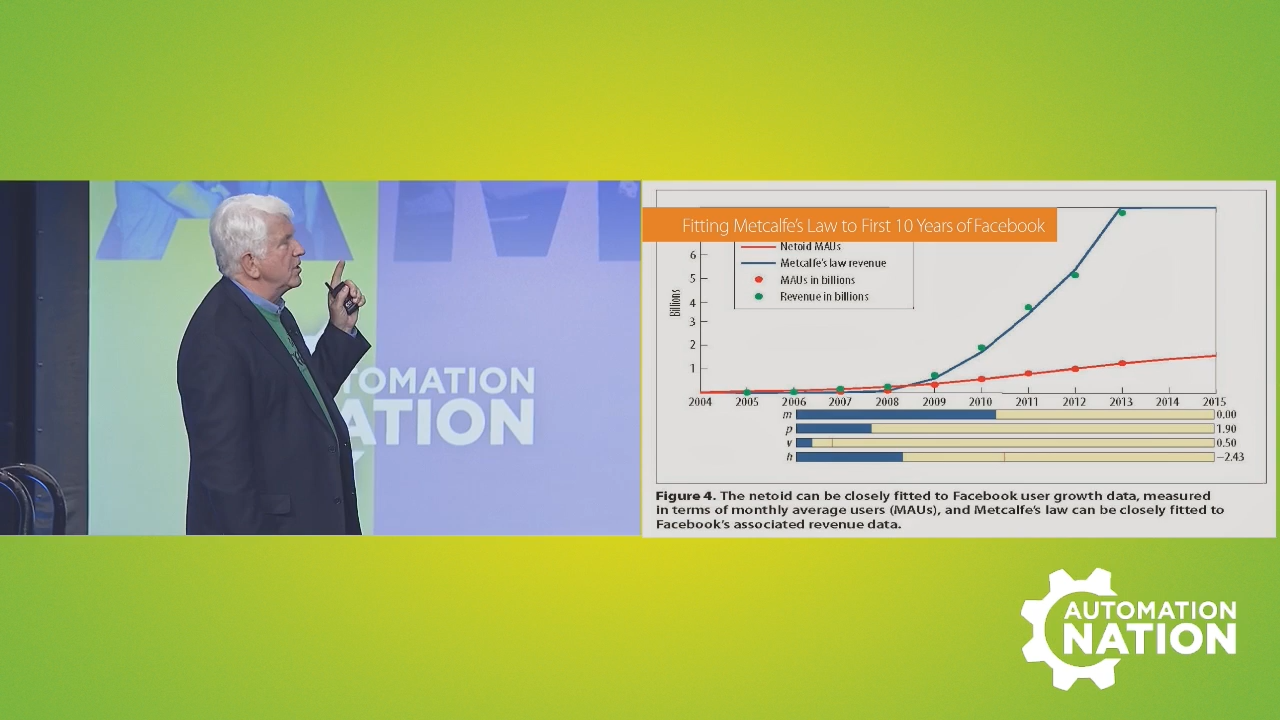 AM
AUTOMATION
NATION
Fitting Metcalfe's Law to First 10 Years of Facebook
Netoid MAUs
Metcalfe's law revenue
MAUs in billions
Revenue in billions
Billions
6
5
4
3
2
1
2004 2005 2006 2007 2008 2009 2010 2011 2012 2013 2014 2015
m 0.00
p 1.90
v 0.50
h −2.43
Figure 4. The netoid can be closely fitted to Facebook user growth data, measured
in terms of monthly average users (MAUs), and Metcalfe's law can be closely fitted to
Facebook's associated revenue data.
AUTOMATION
NATION